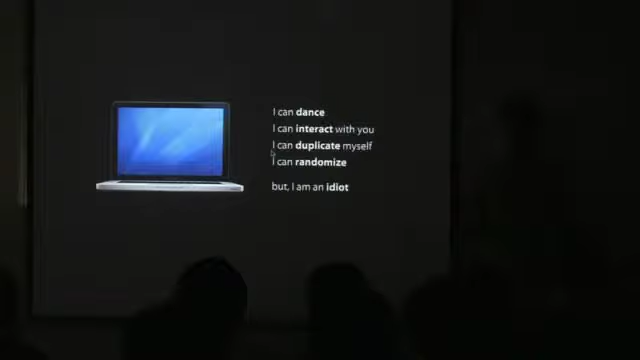 I can dance
I can interact with you
I can duplicate myself
I can randomize
but, I am an idiot